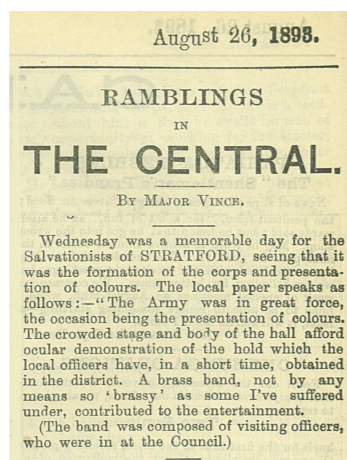 August 26, 1893.
RAMBLINGS
IN
THE CENTRAL.
By Major Vince.
Wednesday was a memorable day for the
Salvationists of STRATFORD, seeing that it
was the formation of the corps and presenta-
tion of colours. The local paper speaks as
follows:—"The Army was in great force,
the occasion being the presentation of colours.
The crowded stage and body of the hall afford
ocular demonstration of the hold which the
local officers have, in a short time, obtained
in the district. A brass band, not by any
means so 'brassy' as some I've suffered
under, contributed to the entertainment.
(The band was composed of visiting officers,
who were in at the Council.)